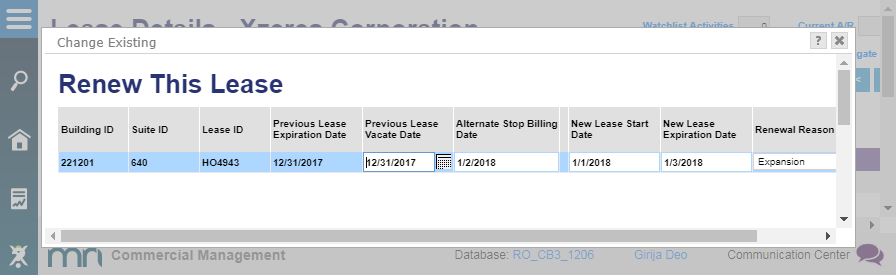 Lease Details - Xzeres Corporation
Watchlist Activities 0 Current A/R
Change Existing ?
gate
Renew This Lease
Building ID Suite ID Lease ID Previous Lease Expiration Date Previous Lease Vacate Date Alternate Stop Billing Date New Lease Start Date New Lease Expiration Date Renewal Reason
221201 640 HO4943 12/31/2017 12/31/2017 1/2/2018 1/1/2018 1/3/2018 Expansion
Commercial Management Database: RO_CB3_1206 Girija Deo Communication Center